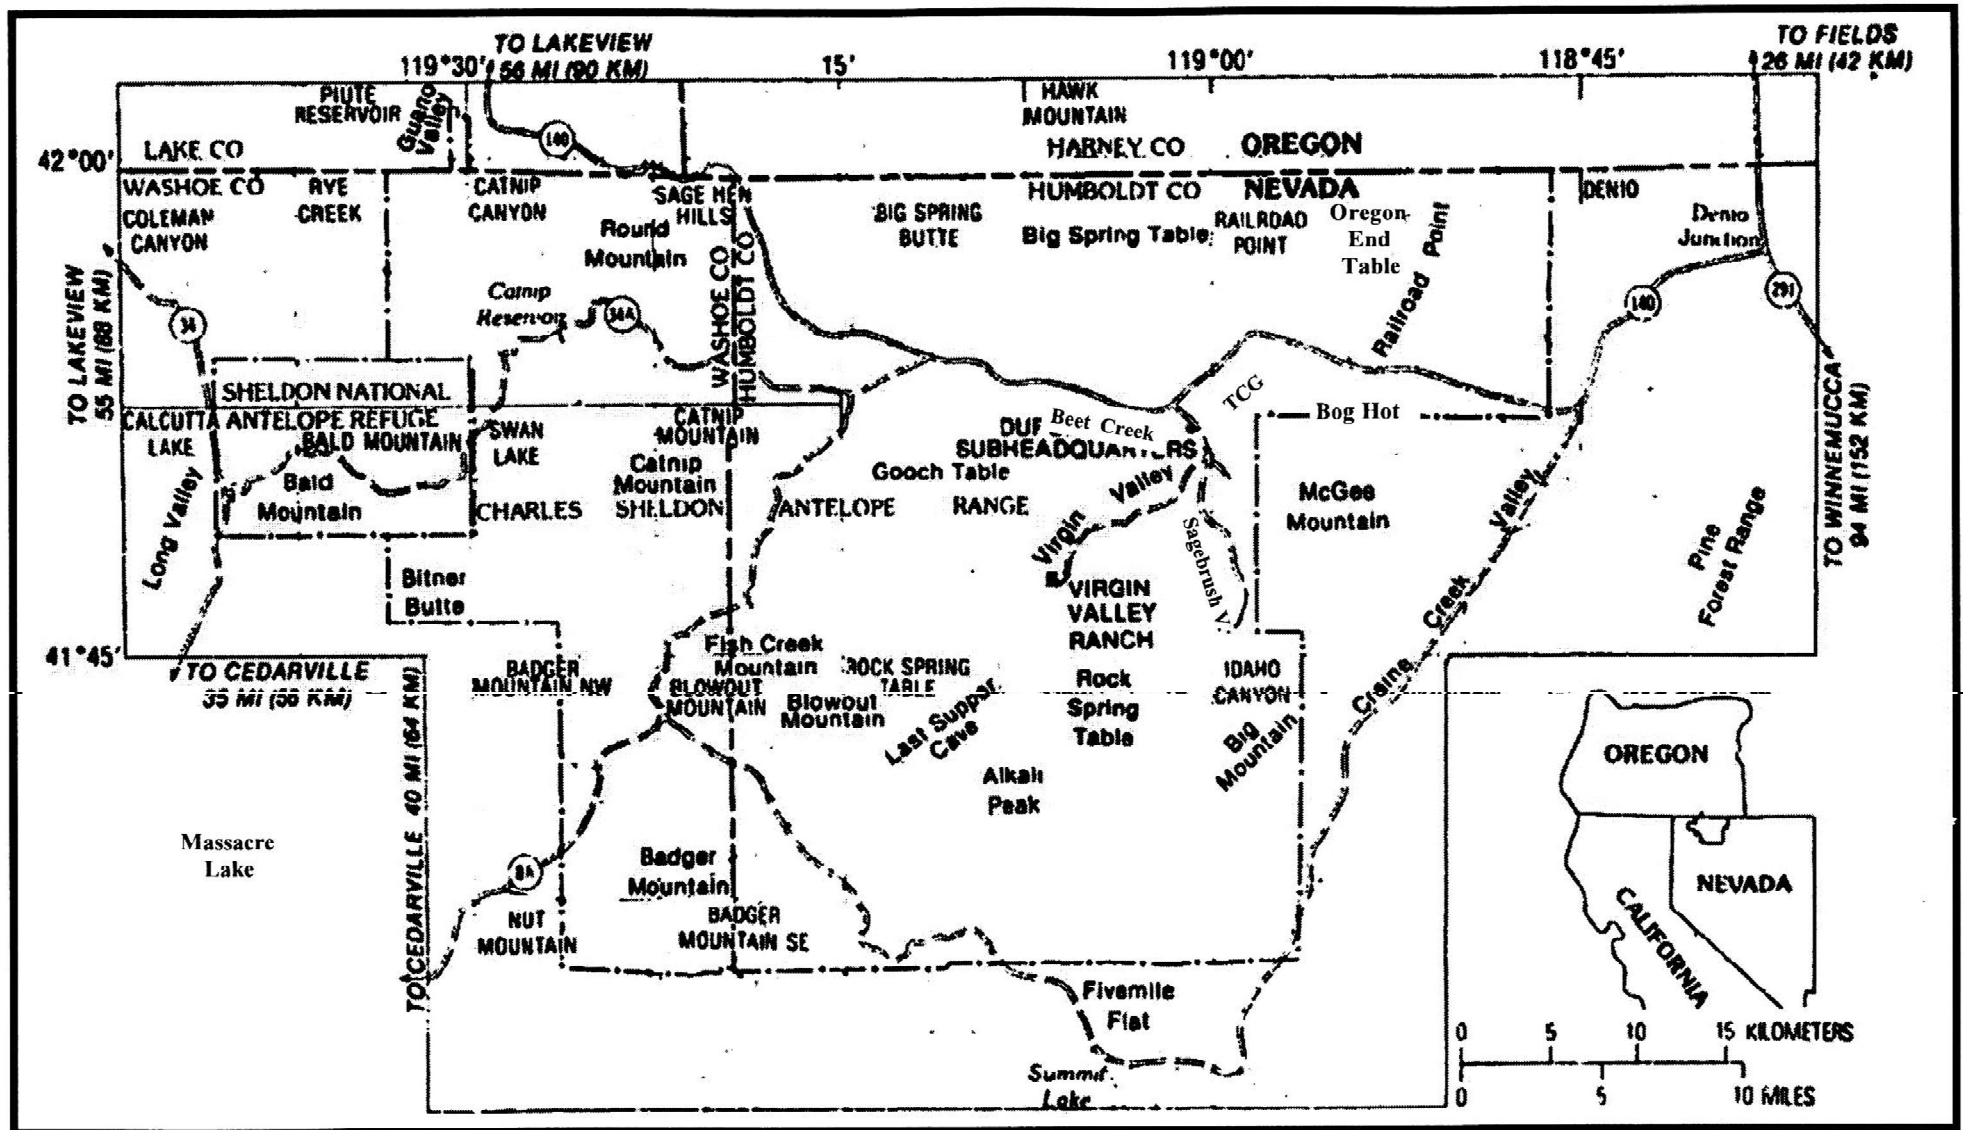 TO LAKEVIEW
56 MI (90 KM)
TO FIELDS
26 MI (42 KM)
119°30'
15'
119°00'
118°45'
PIUTE
RESERVOIR
Guano
Valley
HAWK
MOUNTAIN
140
42°00'
LAKE CO
HARNEY CO
OREGON
WASHOE CO
RYE
CREEK
CATNIP
CANYON
SAGE HEN
HILLS
HUMBOLDT CO
NEVADA
DENIO
COLEMAN
CANYON
Round
Mountain
BIG SPRING
BUTTE
Big Spring Table
RAILROAD
POINT
Oregon
End
Table
Railroad Point
Denio
Junction
WASHOE CO
HUMBOLDT CO
Catnip
Reservoir
34A
34
140
291
TO LAKEVIEW
55 MI (88 KM)
SHELDON NATIONAL
ANTELOPE REFUGE
CALCUTTA
LAKE
BALD MOUNTAIN
Bald
Mountain
Long Valley
SWAN
LAKE
CATNIP
MOUNTAIN
Catnip
Mountain
CHARLES SHELDON ANTELOPE RANGE
DUF
Beet Creek
SUBHEADQUARTERS
Gooch Table
TCG
Bog Hot
Virgin Valley
Sagebrush V.
McGee
Mountain
Craine Creek Valley
Pine
Forest Range
TO WINNEMUCCA
94 MI (152 KM)
Bitner
Butte
VIRGIN
VALLEY
RANCH
41°45'
TO CEDARVILLE
35 MI (56 KM)
BADGER
MOUNTAIN NW
Fish Creek
Mountain
BLOWOUT
MOUNTAIN
Blowout
Mountain
ROCK SPRING
TABLE
Last Supper
Cave
Rock
Spring
Table
IDAHO
CANYON
Big
Mountain
Alkali
Peak
TO CEDARVILLE 40 MI (64 KM)
Massacre
Lake
8A
Badger
Mountain
NUT
MOUNTAIN
BADGER
MOUNTAIN SE
Fivemile
Flat
Summit
Lake
OREGON
NEVADA
CALIFORNIA
0 5 10 15 KILOMETERS
0 5 10 MILES